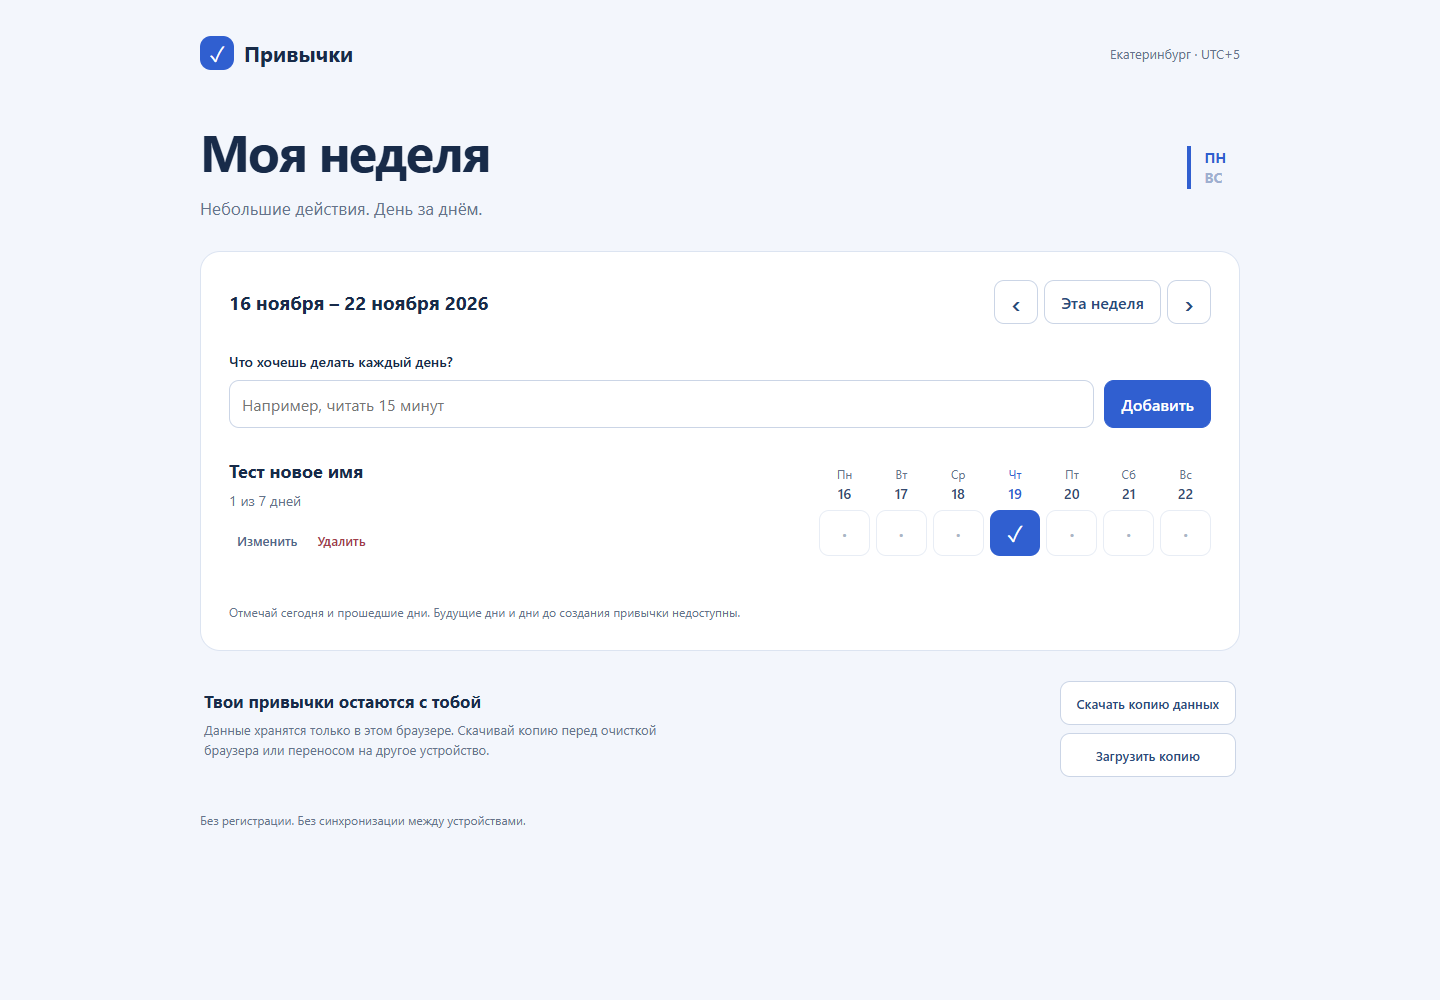 ✓ Привычки
Екатеринбург · UTC+5
Моя неделя
ПН
ВС
Небольшие действия. День за днём.
16 ноября – 22 ноября 2026
‹ Эта неделя ›
Что хочешь делать каждый день?
Например, читать 15 минут
Добавить
Тест новое имя
1 из 7 дней
Изменить Удалить
Пн Вт Ср Чт Пт Сб Вс
16 17 18 19 20 21 22
· · · ✓ · · ·
Отмечай сегодня и прошедшие дни. Будущие дни и дни до создания привычки недоступны.
Твои привычки остаются с тобой
Данные хранятся только в этом браузере. Скачивай копию перед очисткой
браузера или переносом на другое устройство.
Скачать копию данных
Загрузить копию
Без регистрации. Без синхронизации между устройствами.